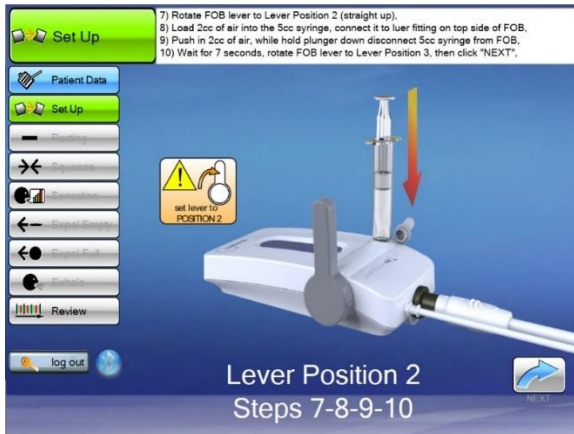 Set Up
7) Rotate FOB lever to Lever Position 2 (straight up),
8) Load 2cc of air into the 5cc syringe, connect it to luer fitting on top side of FOB,
9) Push in 2cc of air, while hold plunger down disconnect 5cc syringe from FOB,
10) Wait for 7 seconds, rotate FOB lever to Lever Position 3, then click "NEXT",
Patient Data
Set Up
Resting
Squeeze
Sensation
Expel Empty
Expel Full
Review
log out
set lever to
POSITION 2
Lever Position 2
Steps 7-8-9-10
NEXT